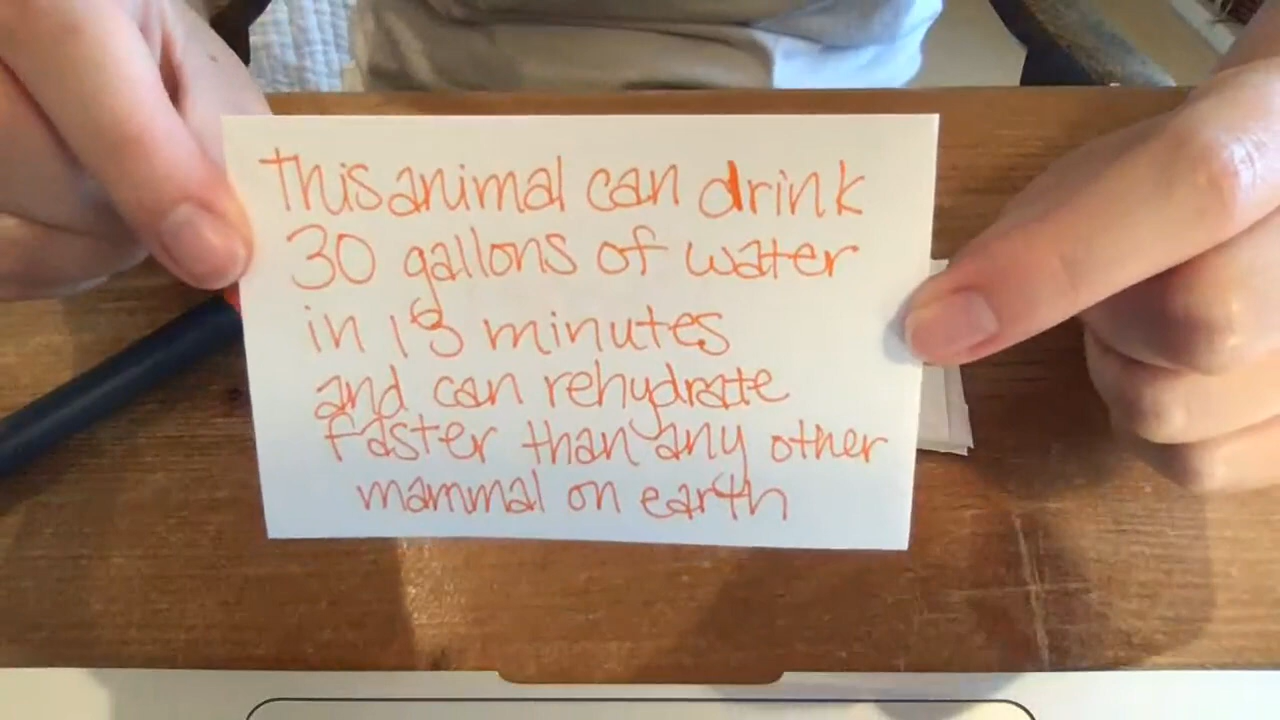 This animal can drink
30 gallons of water
in 13 minutes
and can rehydrate
faster than any other
mammal on earth